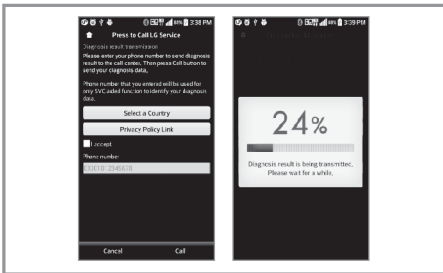 3:38 PM
Press to Call LG Service
Diagnosis result transmission
Please enter your phone number to send diagnosis
result to the call center. Then press Call button to
send your diagnosis data.
Phone number that you entered will be used for
only SVC aided function to identify your diagnosis
data.
Select a Country
Privacy Policy Link
I accept
Phone number
Cancel Call
3:39 PM
24%
Diagnosis result is being transmittec.
Please wait for a while.